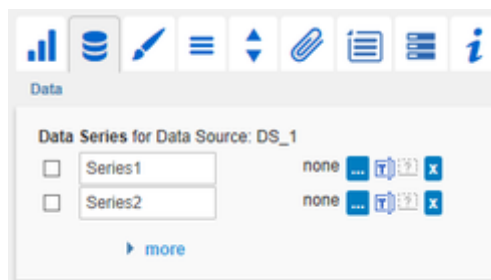 Data
Data Series for Data Source: DS_1
Series1 none ... T ? x
Series2 none ... T ? x
more